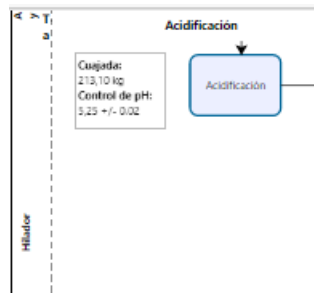 Acidificación
Cuajada:
213,10 kg
Control de pH:
5,25 +/- 0.02
Acidificación
Hilador